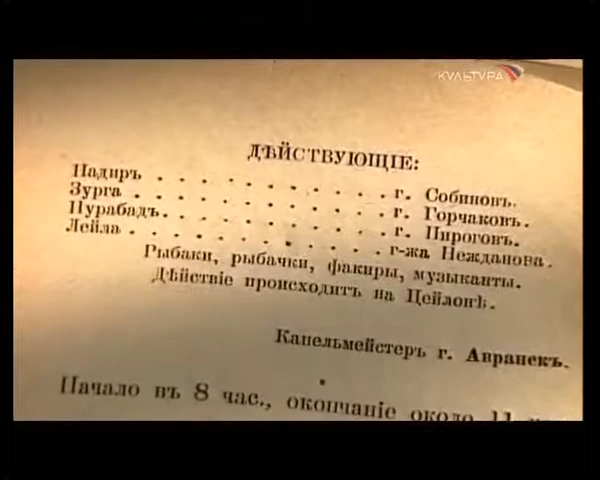 КУЛЬТУРА
ДѢЙСТВУЮЩІЕ:
Надиръ . . . . . . . . . . . г. Собиновъ.
Зурга . . . . . . . . . . . . г. Горчаковъ.
Нурабадъ. . . . . . . . . . . г. Пироговъ.
Лейла . . . . . . . . . . . . г-жа Нежданова.
Рыбаки, рыбачки, факиры, музыканты.
Дѣйствіе происходитъ на Цейлонѣ.
Капельмейстеръ г. Авранекъ.
Начало въ 8 час., окончаніе около 11